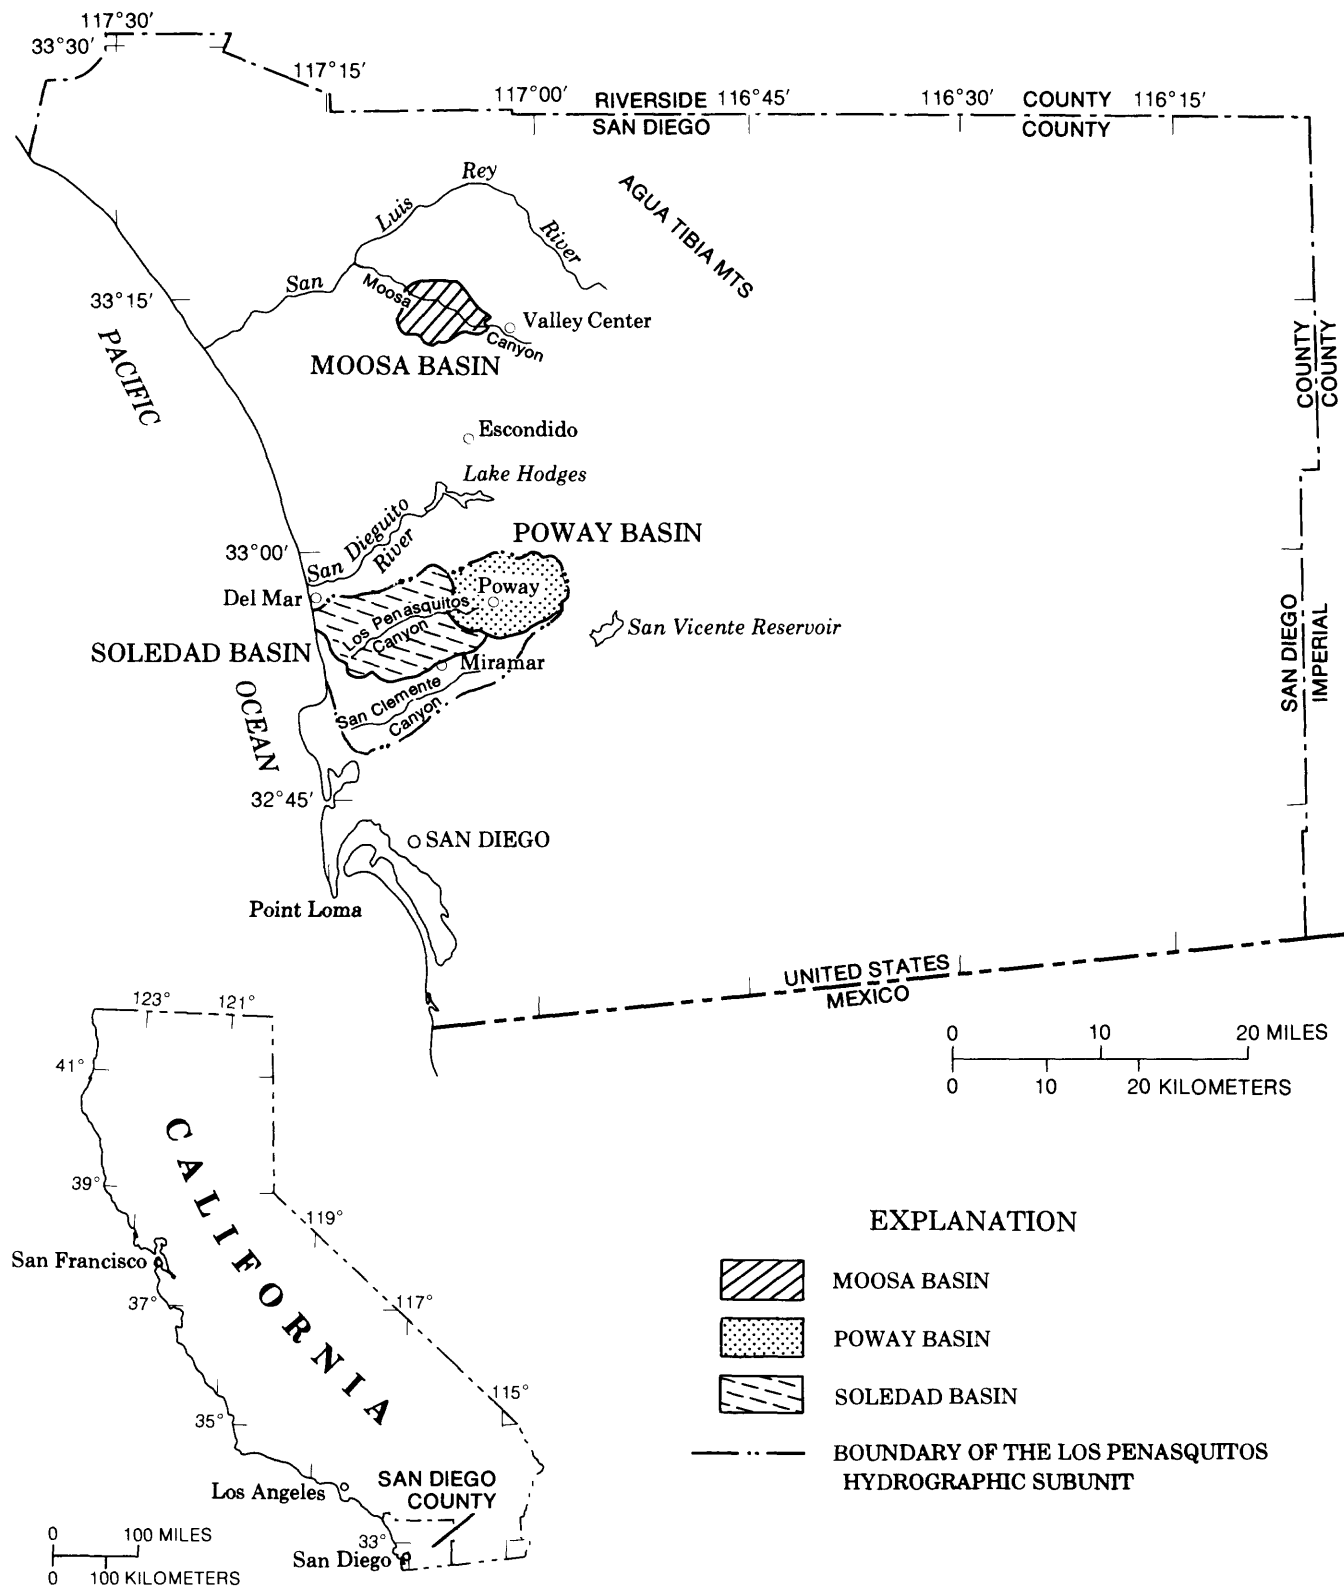 117°30′
33°30′
117°15′
117°00′
RIVERSIDE
116°45′
116°30′
COUNTY
116°15′
SAN DIEGO
COUNTY
San
Luis
Rey
River
AGUA TIBIA MTS
33°15′
Moosa
Canyon
Valley Center
MOOSA BASIN
PACIFIC
COUNTY
COUNTY
Escondido
Lake Hodges
San Dieguito
River
POWAY BASIN
33°00′
Del Mar
Poway
Los Penasquitos
Canyon
San Vicente Reservoir
SOLEDAD BASIN
Miramar
San Clemente
Canyon
OCEAN
SAN DIEGO
IMPERIAL
32°45′
SAN DIEGO
Point Loma
UNITED STATES
MEXICO
0 10 20 MILES
0 10 20 KILOMETERS
123° 121°
41°
CALIFORNIA
39°
119°
San Francisco
37°
117°
115°
35°
Los Angeles
SAN DIEGO
COUNTY
33°
San Diego
0 100 MILES
0 100 KILOMETERS
EXPLANATION
MOOSA BASIN
POWAY BASIN
SOLEDAD BASIN
BOUNDARY OF THE LOS PENASQUITOS
HYDROGRAPHIC SUBUNIT